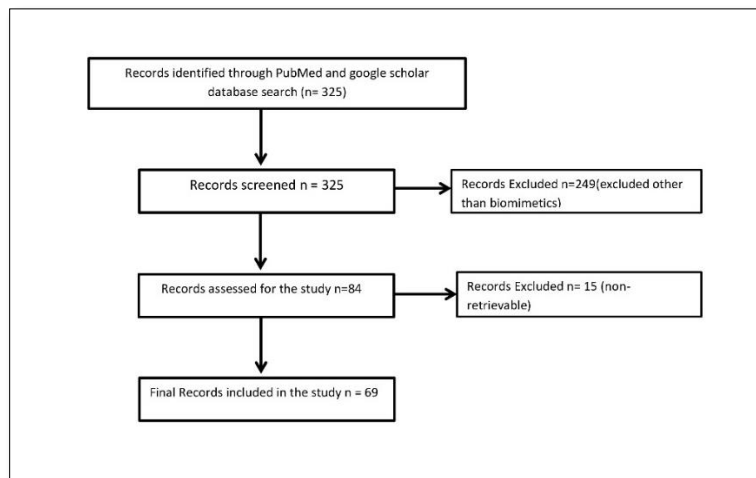 Records identified through PubMed and google scholar
database search (n= 325)
Records screened n = 325
Records Excluded n=249(excluded other
than biomimetics)
Records assessed for the study n=84
Records Excluded n= 15 (non-
retrievable)
Final Records included in the study n = 69